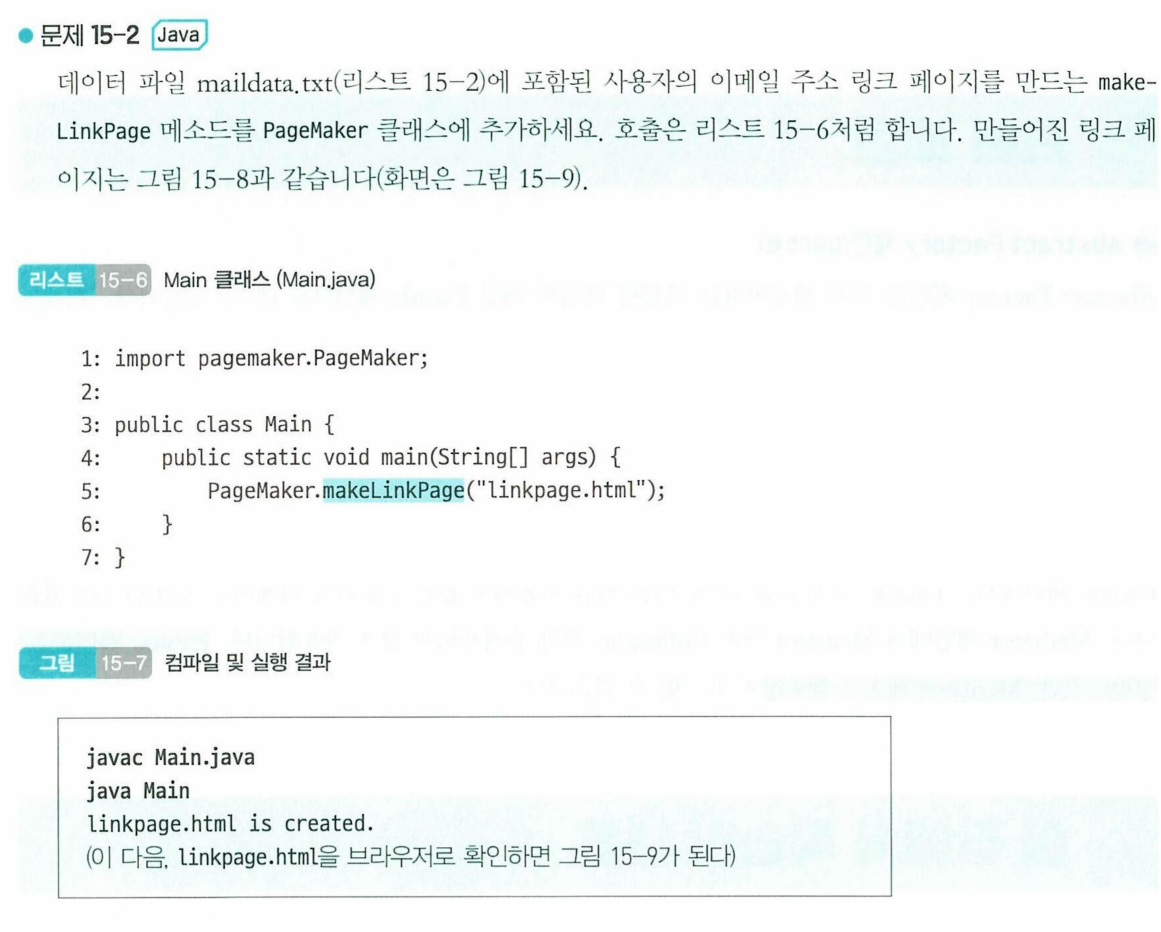 ● 문제 15-2 Java
데이터 파일 maildata.txt(리스트 15-2)에 포함된 사용자의 이메일 주소 링크 페이지를 만드는 make-
LinkPage 메소드를 PageMaker 클래스에 추가하세요. 호출은 리스트 15-6처럼 합니다. 만들어진 링크 페
이지는 그림 15-8과 같습니다(화면은 그림 15-9).
리스트 15-6 Main 클래스 (Main.java)
1: import pagemaker.PageMaker;
2:
3: public class Main {
4:     public static void main(String[] args) {
5:         PageMaker.makeLinkPage("linkpage.html");
6:     }
7: }
그림 15-7 컴파일 및 실행 결과
javac Main.java
java Main
linkpage.html is created.
(이 다음, linkpage.html을 브라우저로 확인하면 그림 15-9가 된다)